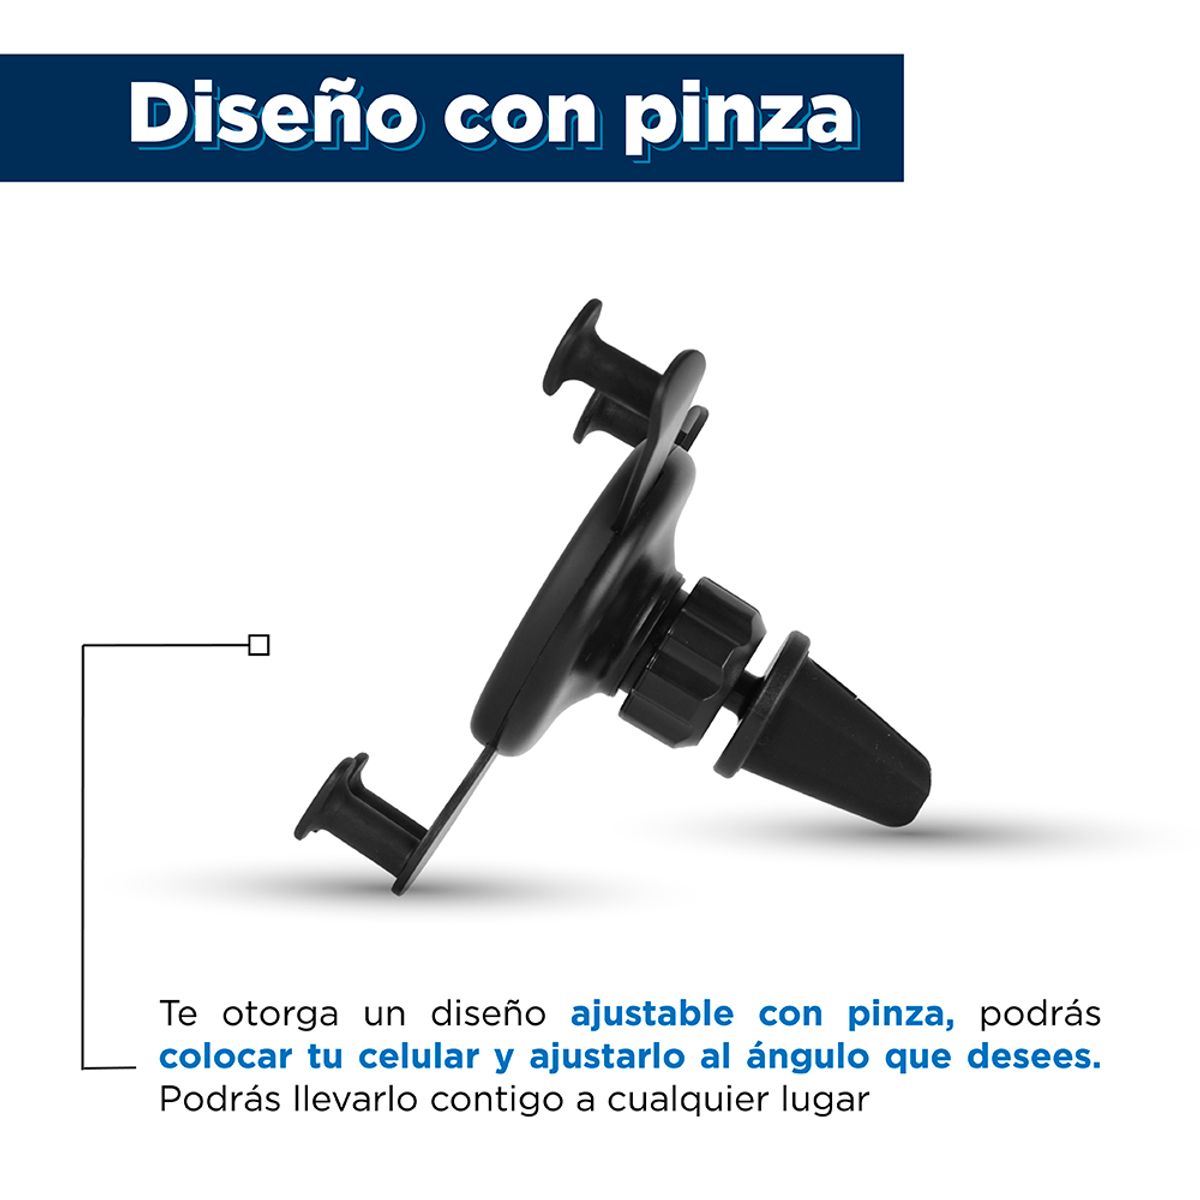 Diseño con pinza
Te otorga un diseño ajustable con pinza, podrás
colocar tu celular y ajustarlo al ángulo que desees.
Podrás llevarlo contigo a cualquier lugar